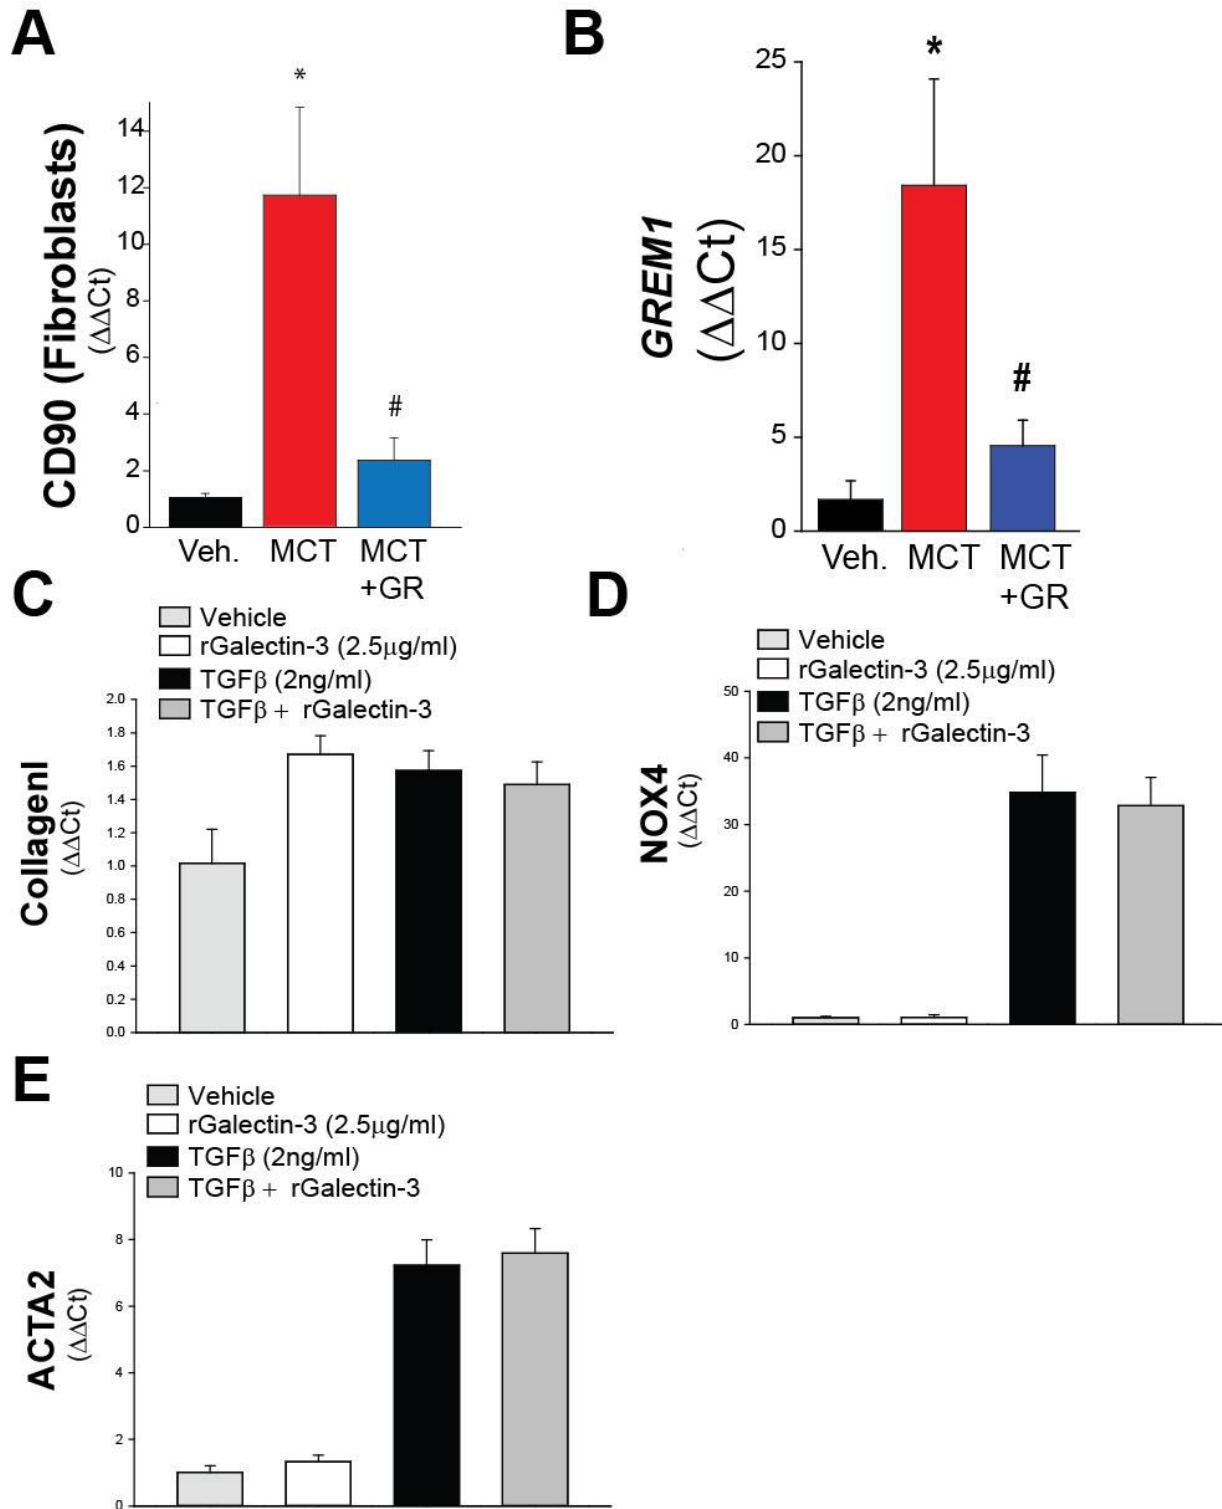 A
CD90 (Fibroblasts)
(ΔΔCt)
14
12
10
8
6
4
2
0
*
#
Veh.
MCT
MCT
+GR
B
GREM1
(ΔΔCt)
25
20
15
10
5
0
*
#
Veh.
MCT
MCT
+GR
C
Vehicle
rGalectin-3 (2.5μg/ml)
TGFβ (2ng/ml)
TGFβ + rGalectin-3
CollagenI
(ΔΔCt)
2.0
1.8
1.6
1.4
1.2
1.0
0.8
0.6
0.4
0.2
0.0
D
Vehicle
rGalectin-3 (2.5μg/ml)
TGFβ (2ng/ml)
TGFβ + rGalectin-3
NOX4
(ΔΔCt)
50
40
30
20
10
0
E
Vehicle
rGalectin-3 (2.5μg/ml)
TGFβ (2ng/ml)
TGFβ + rGalectin-3
ACTA2
(ΔΔCt)
10
8
6
4
2
0